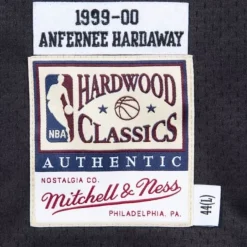 1999-00
ANFERNEE HARDAWAY
HARDWOOD
NBA
CLASSICS
AUTHENTIC
NOSTALGIA CO.
Mitchell & Ness
PHILADELPHIA, PA.
44(L)